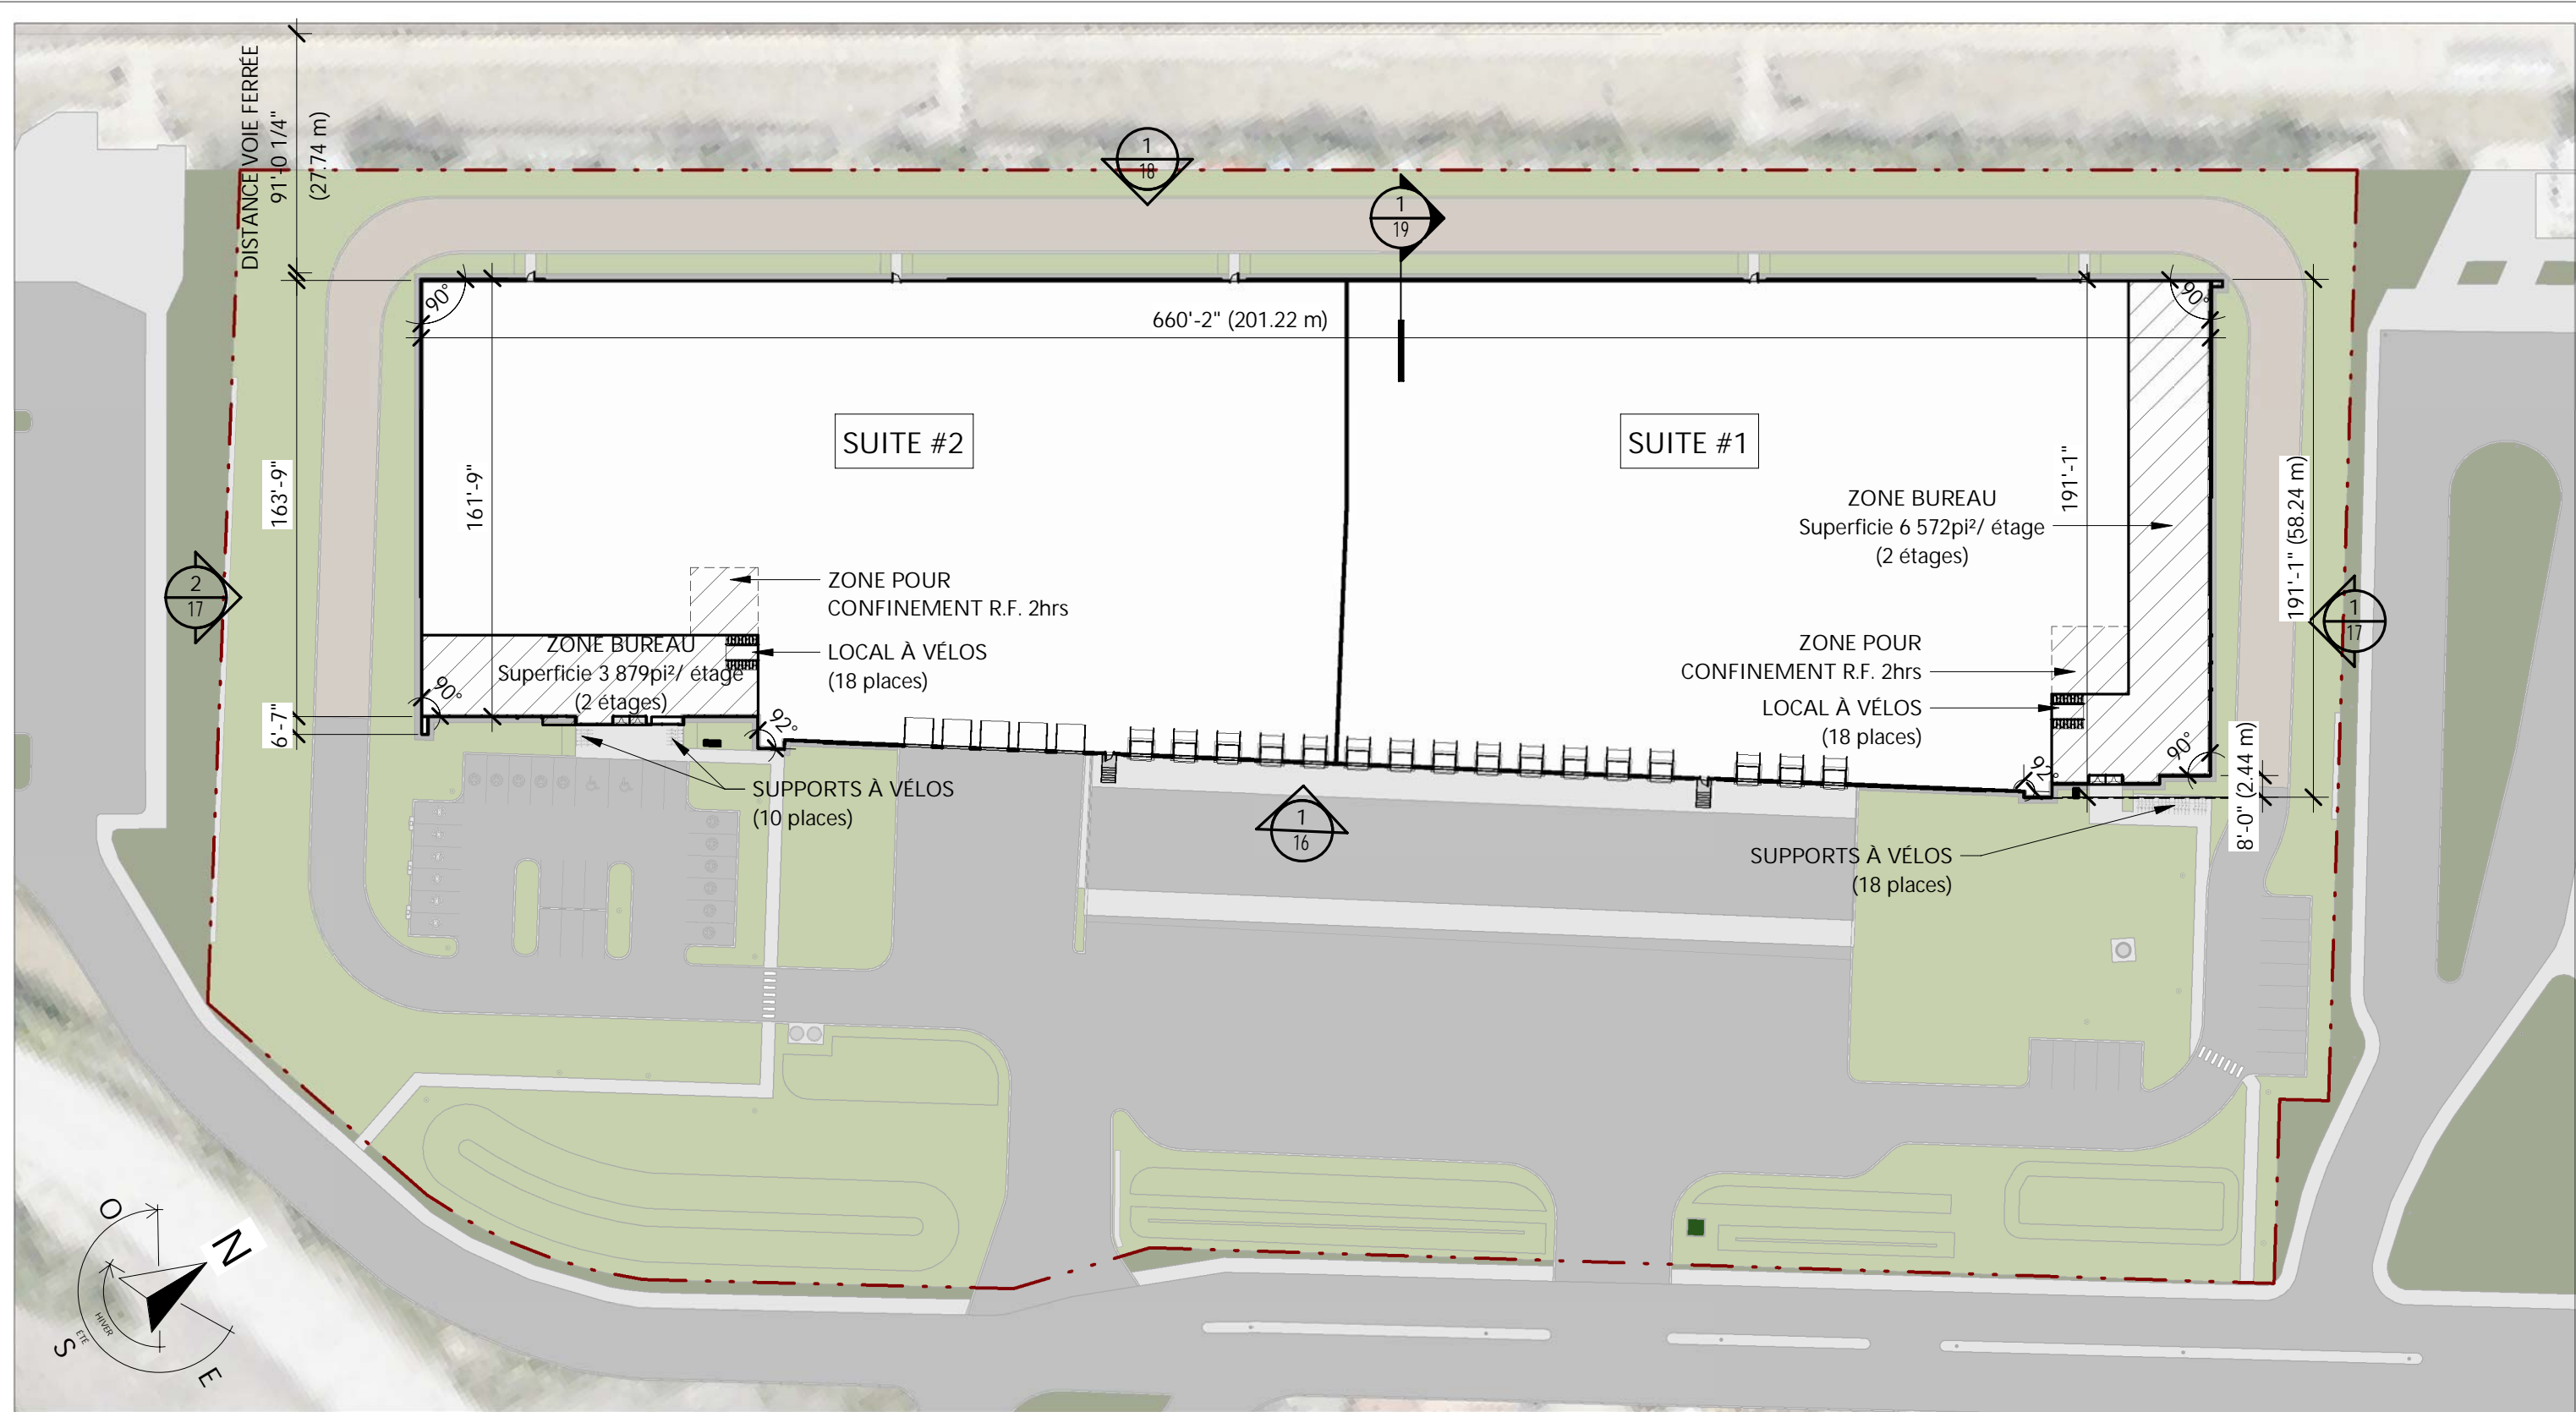 DISTANCE VOIE FERRÉE
91'-0 1/4"
(27.74 m)
1
18
1
19
90°
90°
660'-2" (201.22 m)
SUITE #2
SUITE #1
163'-9"
161'-9"
191'-1"
191'-1" (58.24 m)
ZONE BUREAU
Superficie 6 572pi²/ étage
(2 étages)
2
17
1
17
ZONE POUR
CONFINEMENT R.F. 2hrs
ZONE BUREAU
Superficie 3 879pi²/ étage
(2 étages)
LOCAL À VÉLOS
(18 places)
ZONE POUR
CONFINEMENT R.F. 2hrs
LOCAL À VÉLOS
(18 places)
90°
6'-7"
92°
92°
90°
8'-0" (2.44 m)
SUPPORTS À VÉLOS
(10 places)
1
16
SUPPORTS À VÉLOS
(18 places)
O
N
S
E
ÉTÉ
HIVER